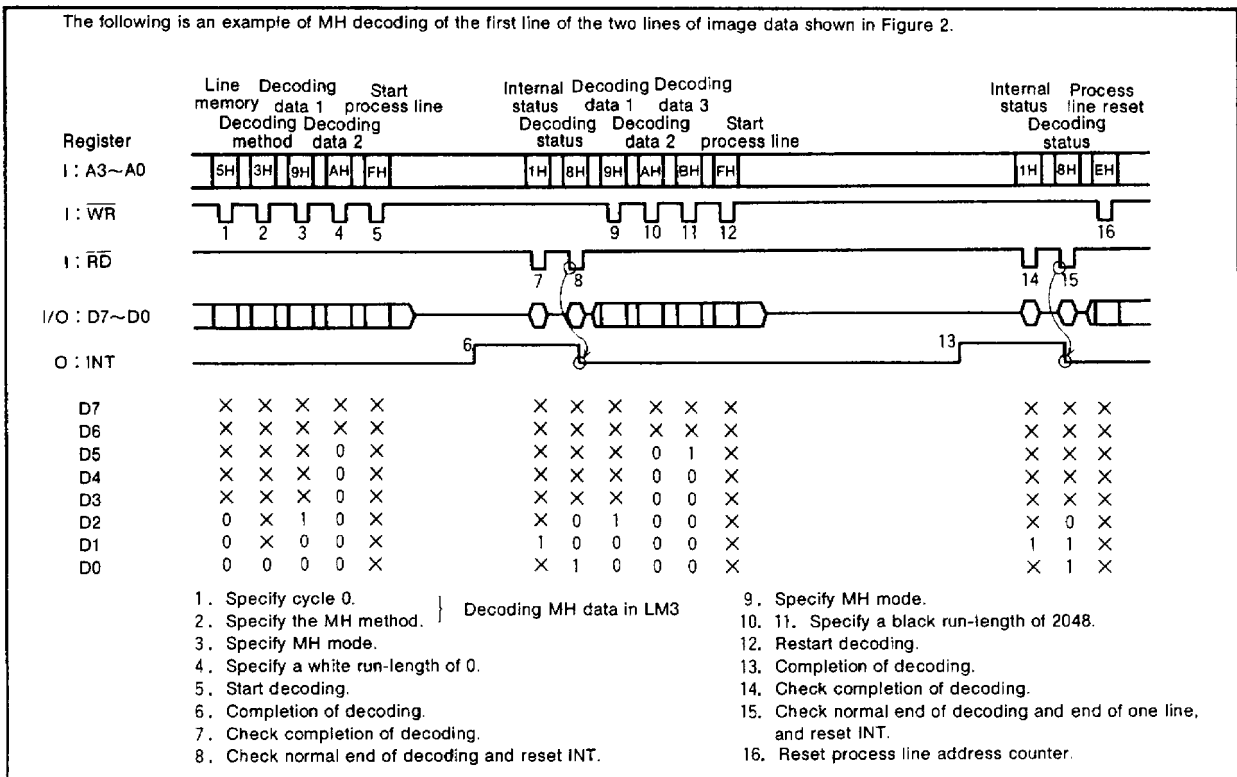 The following is an example of MH decoding of the first line of the two lines of image data shown in Figure 2.
Line Decoding Start Internal Decoding Decoding Internal Process
memory data 1 process line status data 1 data 3 status line reset
Decoding Decoding Decoding Decoding Start Decoding
Register method data 2 status data 2 process line status
I : A3~A0 5H 3H 9H AH FH 1H 8H 9H AH BH FH 1H 8H EH
I : WR
1 2 3 4 5 9 10 11 12 16
I : RD
7 8 14 15
I/O : D7~D0
6 13
O : INT
D7 × × × × × × × × × × × × × ×
D6 × × × × × × × × × × × × × ×
D5 × × × 0 × × × × 0 1 × × × ×
D4 × × × 0 × × × × 0 0 × × × ×
D3 × × × 0 × × × × 0 0 × × × ×
D2 0 × 1 0 × × 0 1 0 0 × × 0 ×
D1 0 × 0 0 × 1 0 0 0 0 × 1 1 ×
D0 0 0 0 0 × × 1 0 0 0 × × 1 ×
1. Specify cycle 0.
2. Specify the MH method.
Decoding MH data in LM3
3. Specify MH mode.
4. Specify a white run-length of 0.
5. Start decoding.
6. Completion of decoding.
7. Check completion of decoding.
8. Check normal end of decoding and reset INT.
9. Specify MH mode.
10. 11. Specify a black run-length of 2048.
12. Restart decoding.
13. Completion of decoding.
14. Check completion of decoding.
15. Check normal end of decoding and end of one line,
and reset INT.
16. Reset process line address counter.